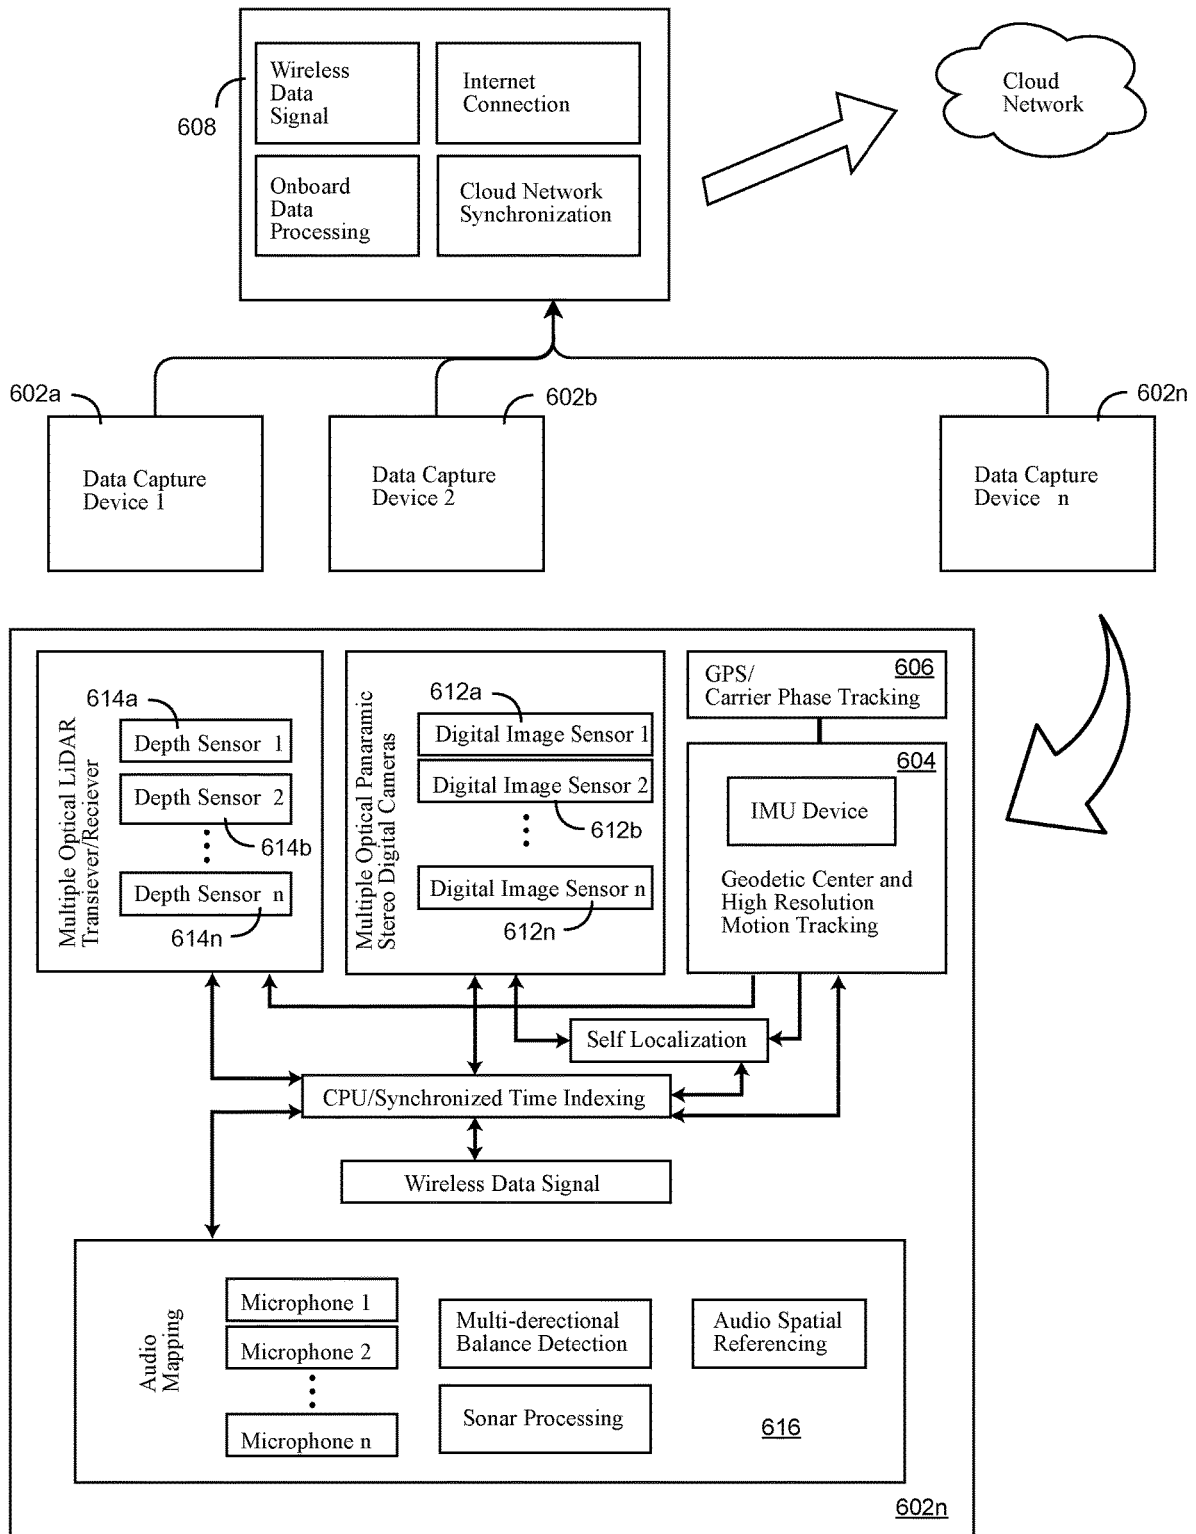 Wireless
Data
Signal
Internet
Connection
Cloud
Network
608
Onboard
Data
Processing
Cloud Network
Synchronization
602a
602b
602n
Data Capture
Device 1
Data Capture
Device 2
Data Capture
Device n
Multiple Optical LiDAR
Transiever/Reciever
614a
Depth Sensor 1
Depth Sensor 2
614b
Depth Sensor n
614n
Multiple Optical Panaramic
Stereo Digital Cameras
612a
Digital Image Sensor 1
Digital Image Sensor 2
612b
Digital Image Sensor n
612n
606
GPS/
Carrier Phase Tracking
604
IMU Device
Geodetic Center and
High Resolution
Motion Tracking
Self Localization
CPU/Synchronized Time Indexing
Wireless Data Signal
Audio
Mapping
Microphone 1
Microphone 2
Microphone n
Multi-derectional
Balance Detection
Sonar Processing
Audio Spatial
Referencing
616
602n